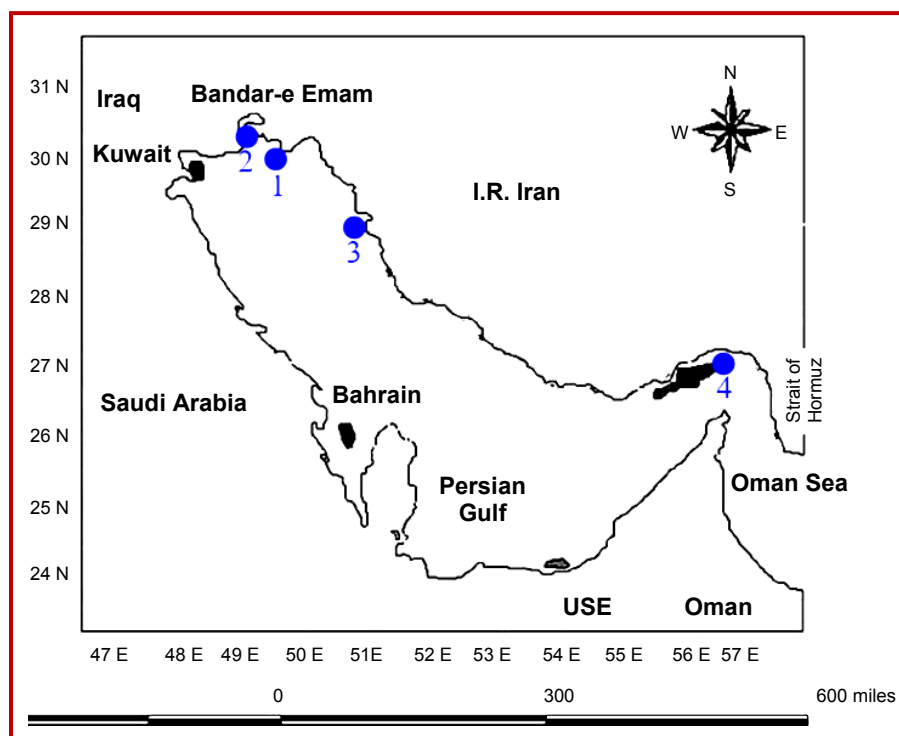 31 N
Iraq
Bandar-e Emam
N
W
E
S
30 N
Kuwait
2
1
I.R. Iran
29 N
3
28 N
27 N
4
Strait of
Hormuz
Saudi Arabia
Bahrain
26 N
Persian
Gulf
Oman Sea
25 N
24 N
USE
Oman
47 E 48 E 49 E 50 E 51E 52 E 53 E 54 E 55 E 56 E 57 E
0 300 600 miles